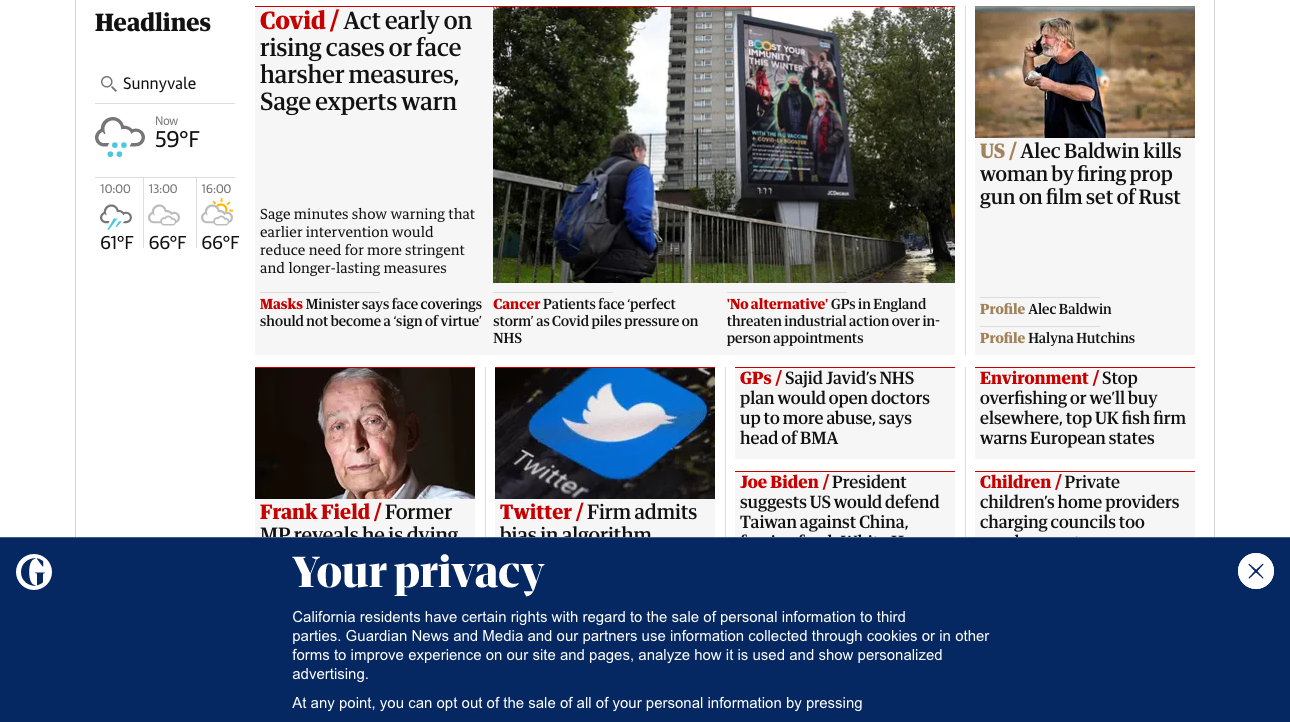 Headlines
Sunnyvale
Now
59°F
10:00
13:00
16:00
61°F
66°F
66°F
Covid / Act early on
rising cases or face
harsher measures,
Sage experts warn
Sage minutes show warning that
earlier intervention would
reduce need for more stringent
and longer-lasting measures
BOOST YOUR
IMMUNITY
THIS WINTER
WITH THE FLU VACCINE
+ COVID-19 BOOSTER
JCDecaux
Masks Minister says face coverings
should not become a ‘sign of virtue’
Cancer Patients face ‘perfect
storm’ as Covid piles pressure on
NHS
'No alternative' GPs in England
threaten industrial action over in-
person appointments
US / Alec Baldwin kills
woman by firing prop
gun on film set of Rust
Profile Alec Baldwin
Profile Halyna Hutchins
Frank Field / Former
MP reveals he is dying
Twitter
Twitter / Firm admits
bias in algorithm
GPs / Sajid Javid’s NHS
plan would open doctors
up to more abuse, says
head of BMA
Joe Biden / President
suggests US would defend
Taiwan against China,
Environment / Stop
overfishing or we’ll buy
elsewhere, top UK fish firm
warns European states
Children / Private
children’s home providers
charging councils too
G
Your privacy
California residents have certain rights with regard to the sale of personal information to third
parties. Guardian News and Media and our partners use information collected through cookies or in other
forms to improve experience on our site and pages, analyze how it is used and show personalized
advertising.
At any point, you can opt out of the sale of all of your personal information by pressing